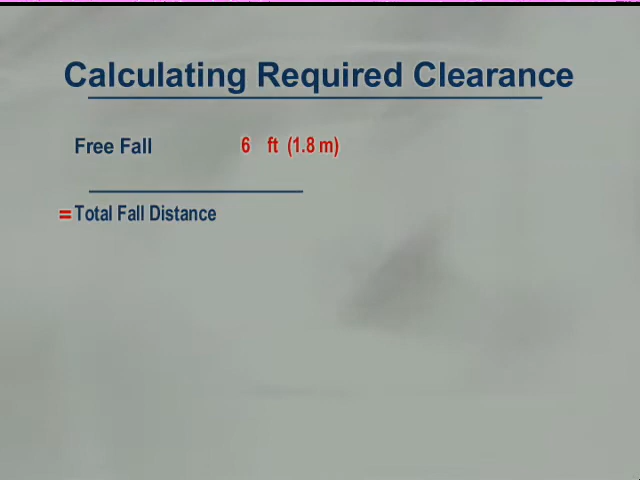 Calculating Required Clearance
Free Fall 6 ft (1.8 m)
= Total Fall Distance